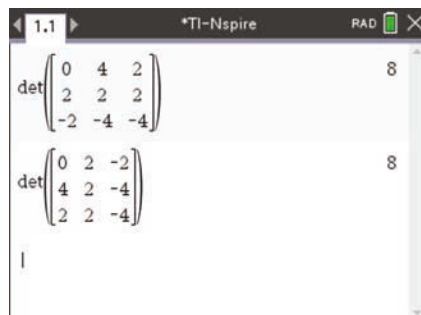 1.1 *TI-Nspire RAD
det([0 4 2
2 2 2
-2 -4 -4]) 8
det([0 2 -2
4 2 -4
2 2 -4]) 8